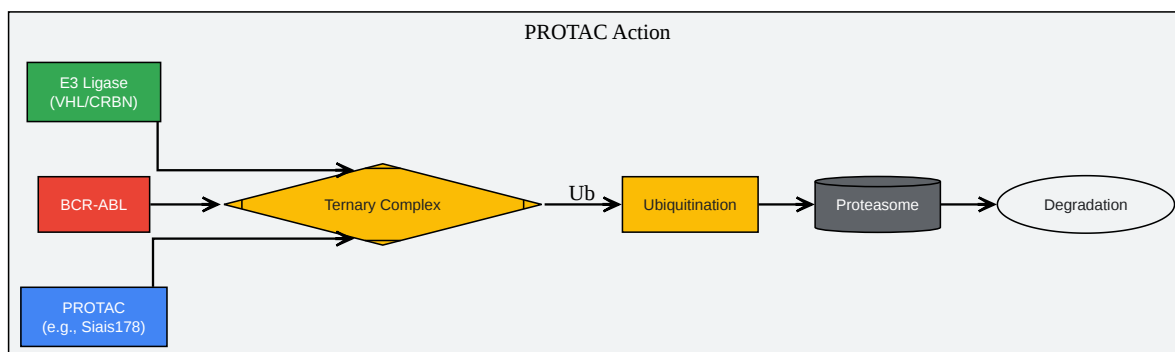 PROTAC Action
E3 Ligase
(VHL/CRBN)
BCR-ABL
Ternary Complex
Ub
Ubiquitination
Proteasome
Degradation
PROTAC
(e.g., Siais178)